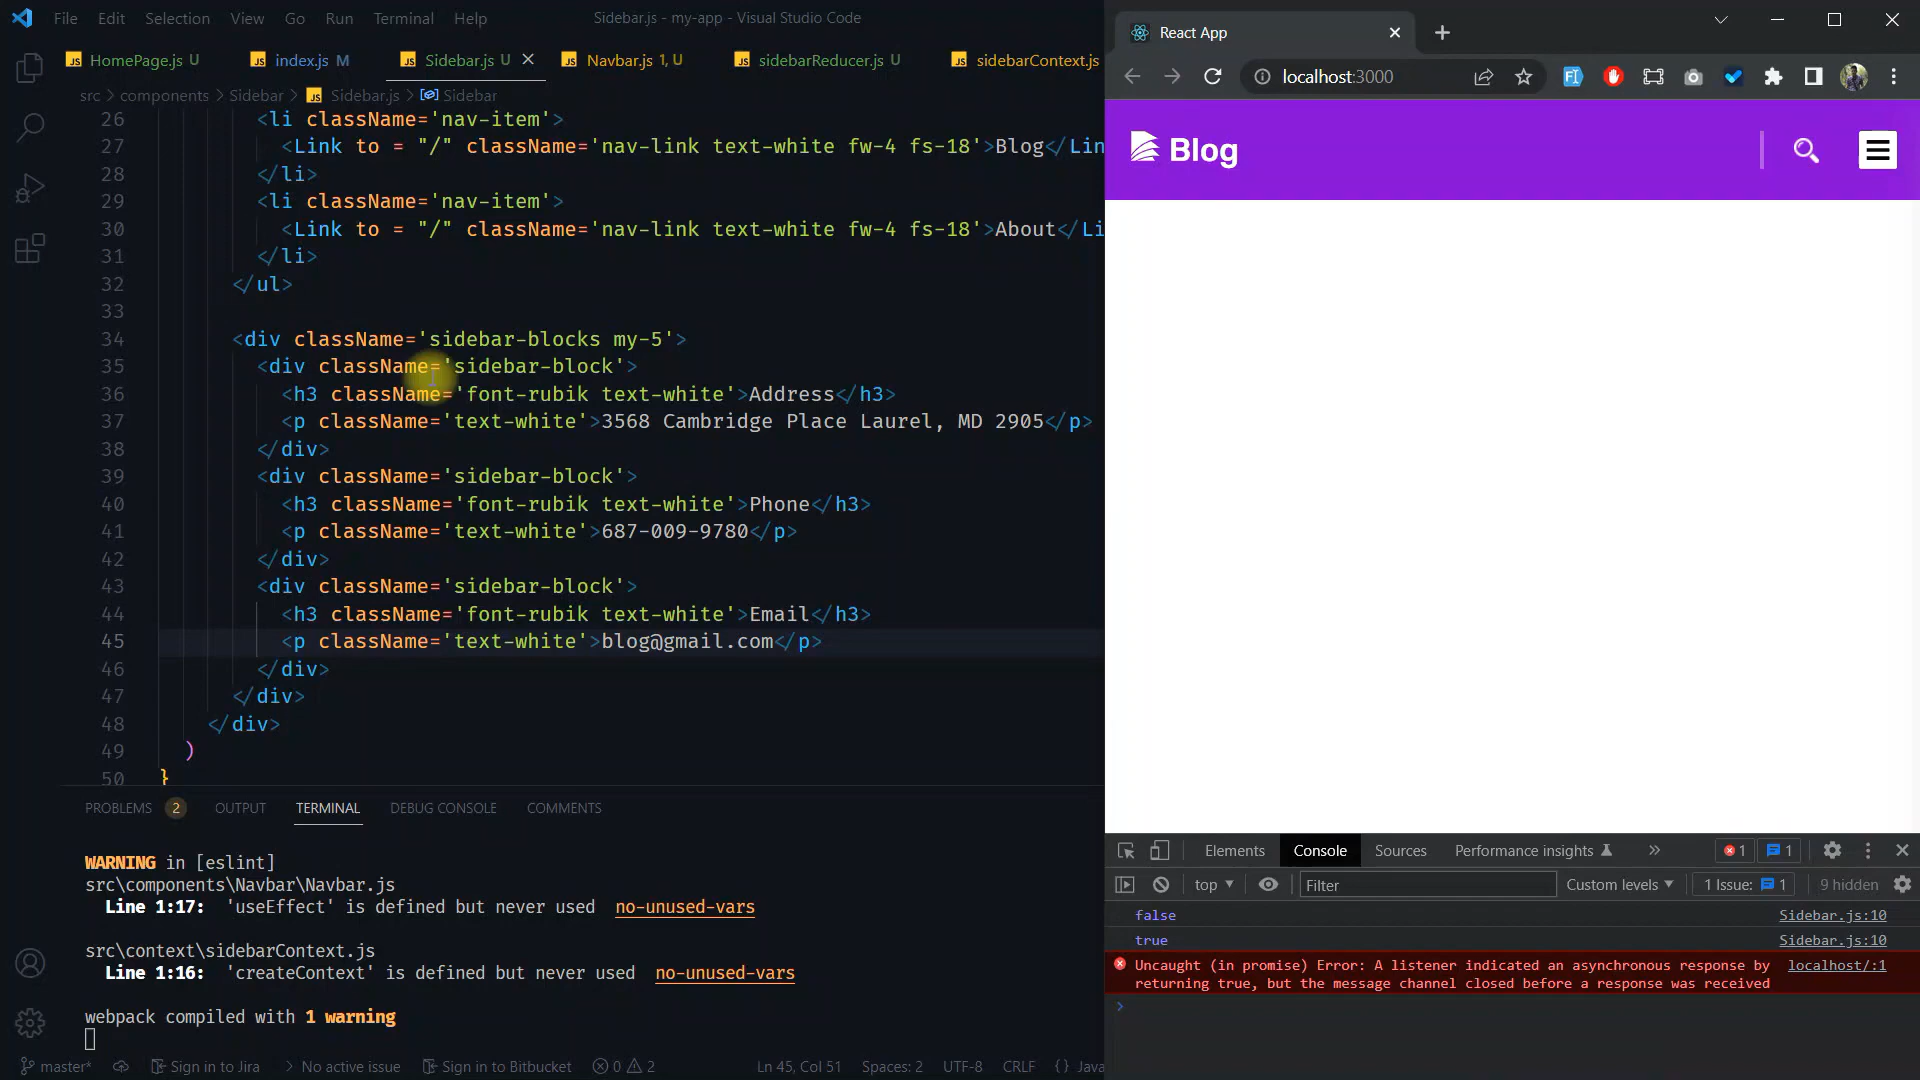 File Edit Selection View Go Run Terminal Help
Sidebar.js - my-app - Visual Studio Code
HomePage.js U index.js M Sidebar.js U Navbar.js 1, U sidebarReducer.js U sidebarContext.js
src > components > Sidebar > Sidebar.js > Sidebar
26 <li className='nav-item'>
27 <Link to = "/" className='nav-link text-white fw-4 fs-18'>Blog</Lin
28 </li>
29 <li className='nav-item'>
30 <Link to = "/" className='nav-link text-white fw-4 fs-18'>About</Li
31 </li>
32 </ul>
33
34 <div className='sidebar-blocks my-5'>
35 <div className='sidebar-block'>
36 <h3 className='font-rubik text-white'>Address</h3>
37 <p className='text-white'>3568 Cambridge Place Laurel, MD 2905</p>
38 </div>
39 <div className='sidebar-block'>
40 <h3 className='font-rubik text-white'>Phone</h3>
41 <p className='text-white'>687-009-9780</p>
42 </div>
43 <div className='sidebar-block'>
44 <h3 className='font-rubik text-white'>Email</h3>
45 <p className='text-white'>blog@gmail.com</p>
46 </div>
47 </div>
48 </div>
49 )
50 }
PROBLEMS 2 OUTPUT TERMINAL DEBUG CONSOLE COMMENTS
WARNING in [eslint]
src\components\Navbar\Navbar.js
Line 1:17: 'useEffect' is defined but never used no-unused-vars
src\context\sidebarContext.js
Line 1:16: 'createContext' is defined but never used no-unused-vars
webpack compiled with 1 warning
master* Sign in to Jira No active issue Sign in to Bitbucket 0 2 Ln 45, Col 51 Spaces: 2 UTF-8 CRLF {} Java
React App
localhost:3000
Blog
Elements Console Sources Performance insights 1 1
top Filter Custom levels 1 Issue: 1 9 hidden
false Sidebar.js:10
true Sidebar.js:10
Uncaught (in promise) Error: A listener indicated an asynchronous response by localhost/:1
returning true, but the message channel closed before a response was received